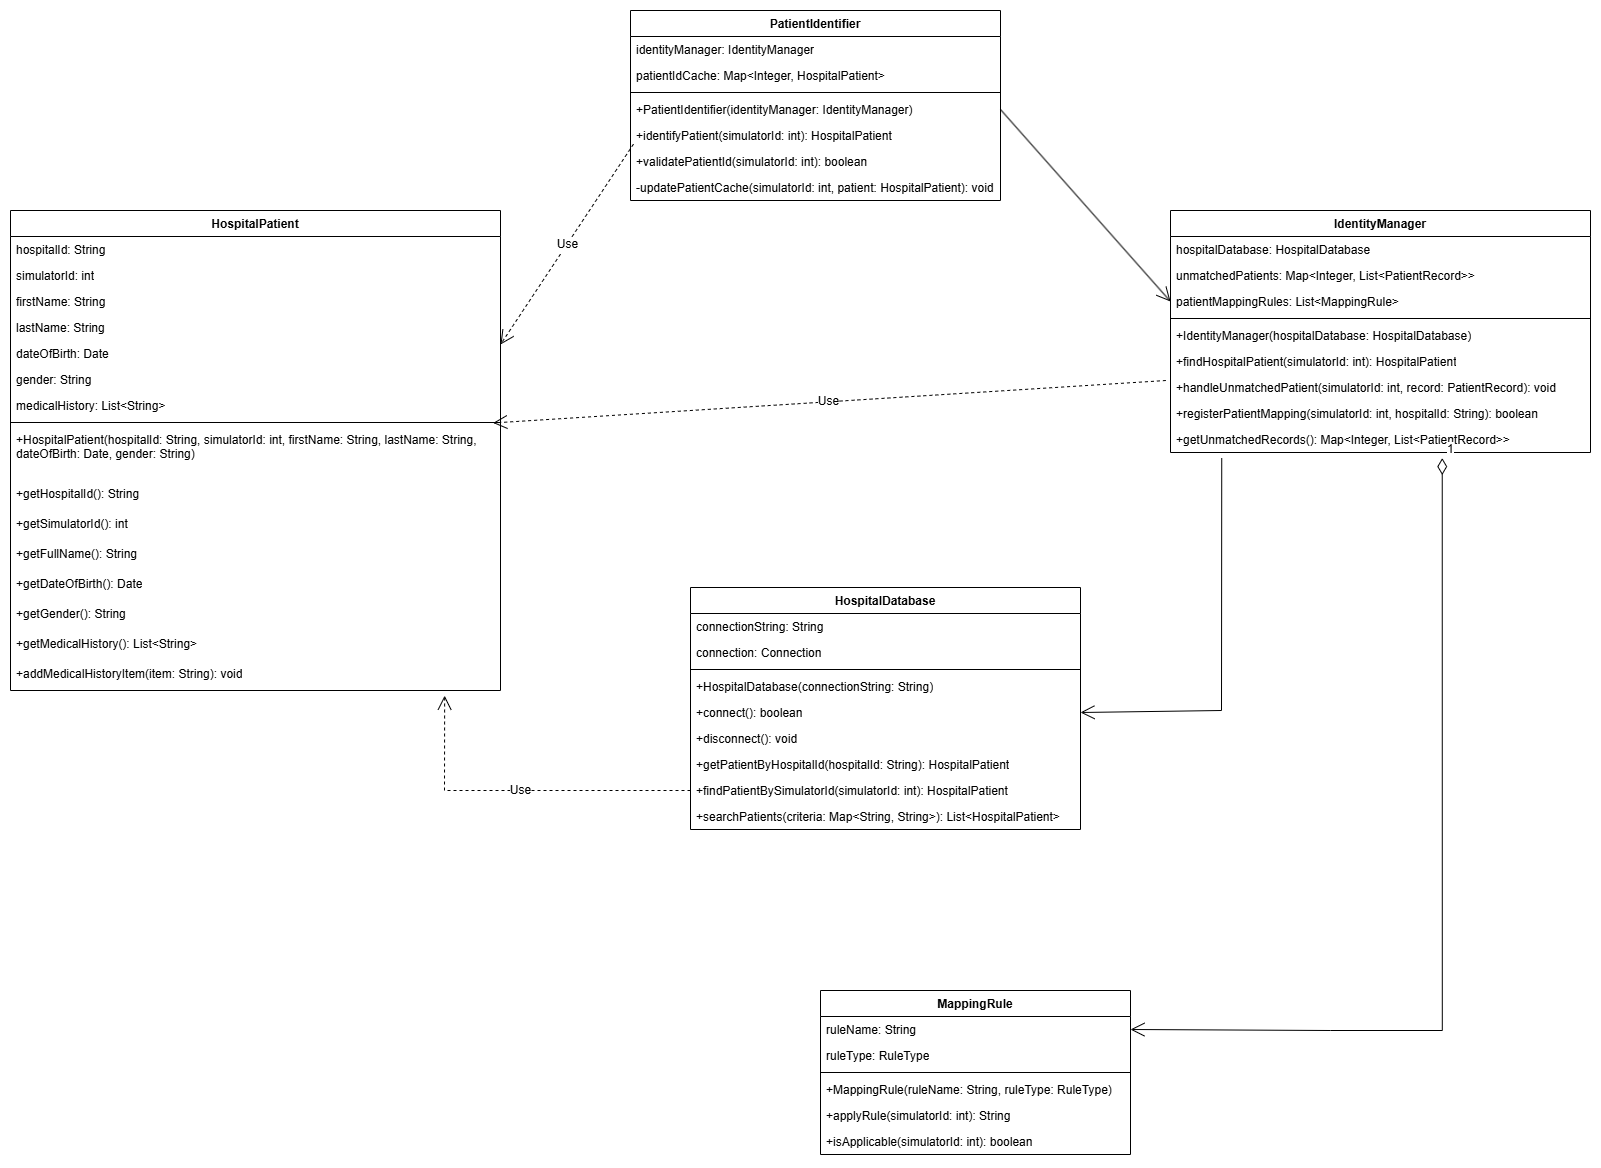 PatientIdentifier
identityManager: IdentityManager
patientIdCache: Map<Integer, HospitalPatient>
+PatientIdentifier(identityManager: IdentityManager)
+identifyPatient(simulatorId: int): HospitalPatient
+validatePatientId(simulatorId: int): boolean
-updatePatientCache(simulatorId: int, patient: HospitalPatient): void
Use
HospitalPatient
hospitalId: String
simulatorId: int
firstName: String
lastName: String
dateOfBirth: Date
gender: String
medicalHistory: List<String>
+HospitalPatient(hospitalId: String, simulatorId: int, firstName: String, lastName: String,
dateOfBirth: Date, gender: String)
+getHospitalId(): String
+getSimulatorId(): int
+getFullName(): String
+getDateOfBirth(): Date
+getGender(): String
+getMedicalHistory(): List<String>
+addMedicalHistoryItem(item: String): void
Use
IdentityManager
hospitalDatabase: HospitalDatabase
unmatchedPatients: Map<Integer, List<PatientRecord>>
patientMappingRules: List<MappingRule>
+IdentityManager(hospitalDatabase: HospitalDatabase)
+findHospitalPatient(simulatorId: int): HospitalPatient
+handleUnmatchedPatient(simulatorId: int, record: PatientRecord): void
+registerPatientMapping(simulatorId: int, hospitalId: String): boolean
+getUnmatchedRecords(): Map<Integer, List<PatientRecord>>
1
HospitalDatabase
connectionString: String
connection: Connection
+HospitalDatabase(connectionString: String)
+connect(): boolean
+disconnect(): void
+getPatientByHospitalId(hospitalId: String): HospitalPatient
+findPatientBySimulatorId(simulatorId: int): HospitalPatient
+searchPatients(criteria: Map<String, String>): List<HospitalPatient>
Use
MappingRule
ruleName: String
ruleType: RuleType
+MappingRule(ruleName: String, ruleType: RuleType)
+applyRule(simulatorId: int): String
+isApplicable(simulatorId: int): boolean